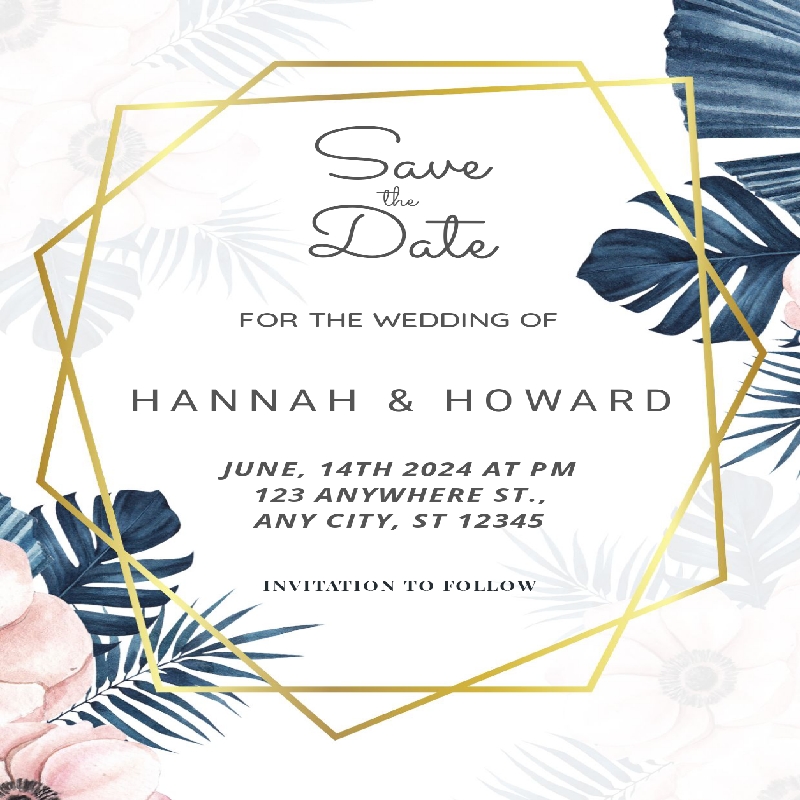 Save
the
Date
FOR THE WEDDING OF
HANNAH & HOWARD
JUNE, 14TH 2024 AT PM
123 ANYWHERE ST.,
ANY CITY, ST 12345
INVITATION TO FOLLOW